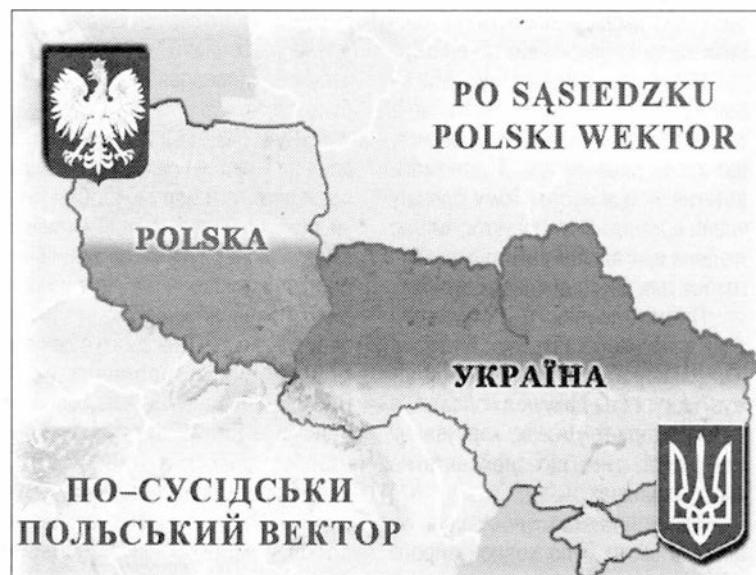 PO SĄSIEDZKU
POLSKI WEKTOR
POLSKA
УКРАЇНА
ПО–СУСІДСЬКИ
ПОЛЬСЬКИЙ ВЕКТОР